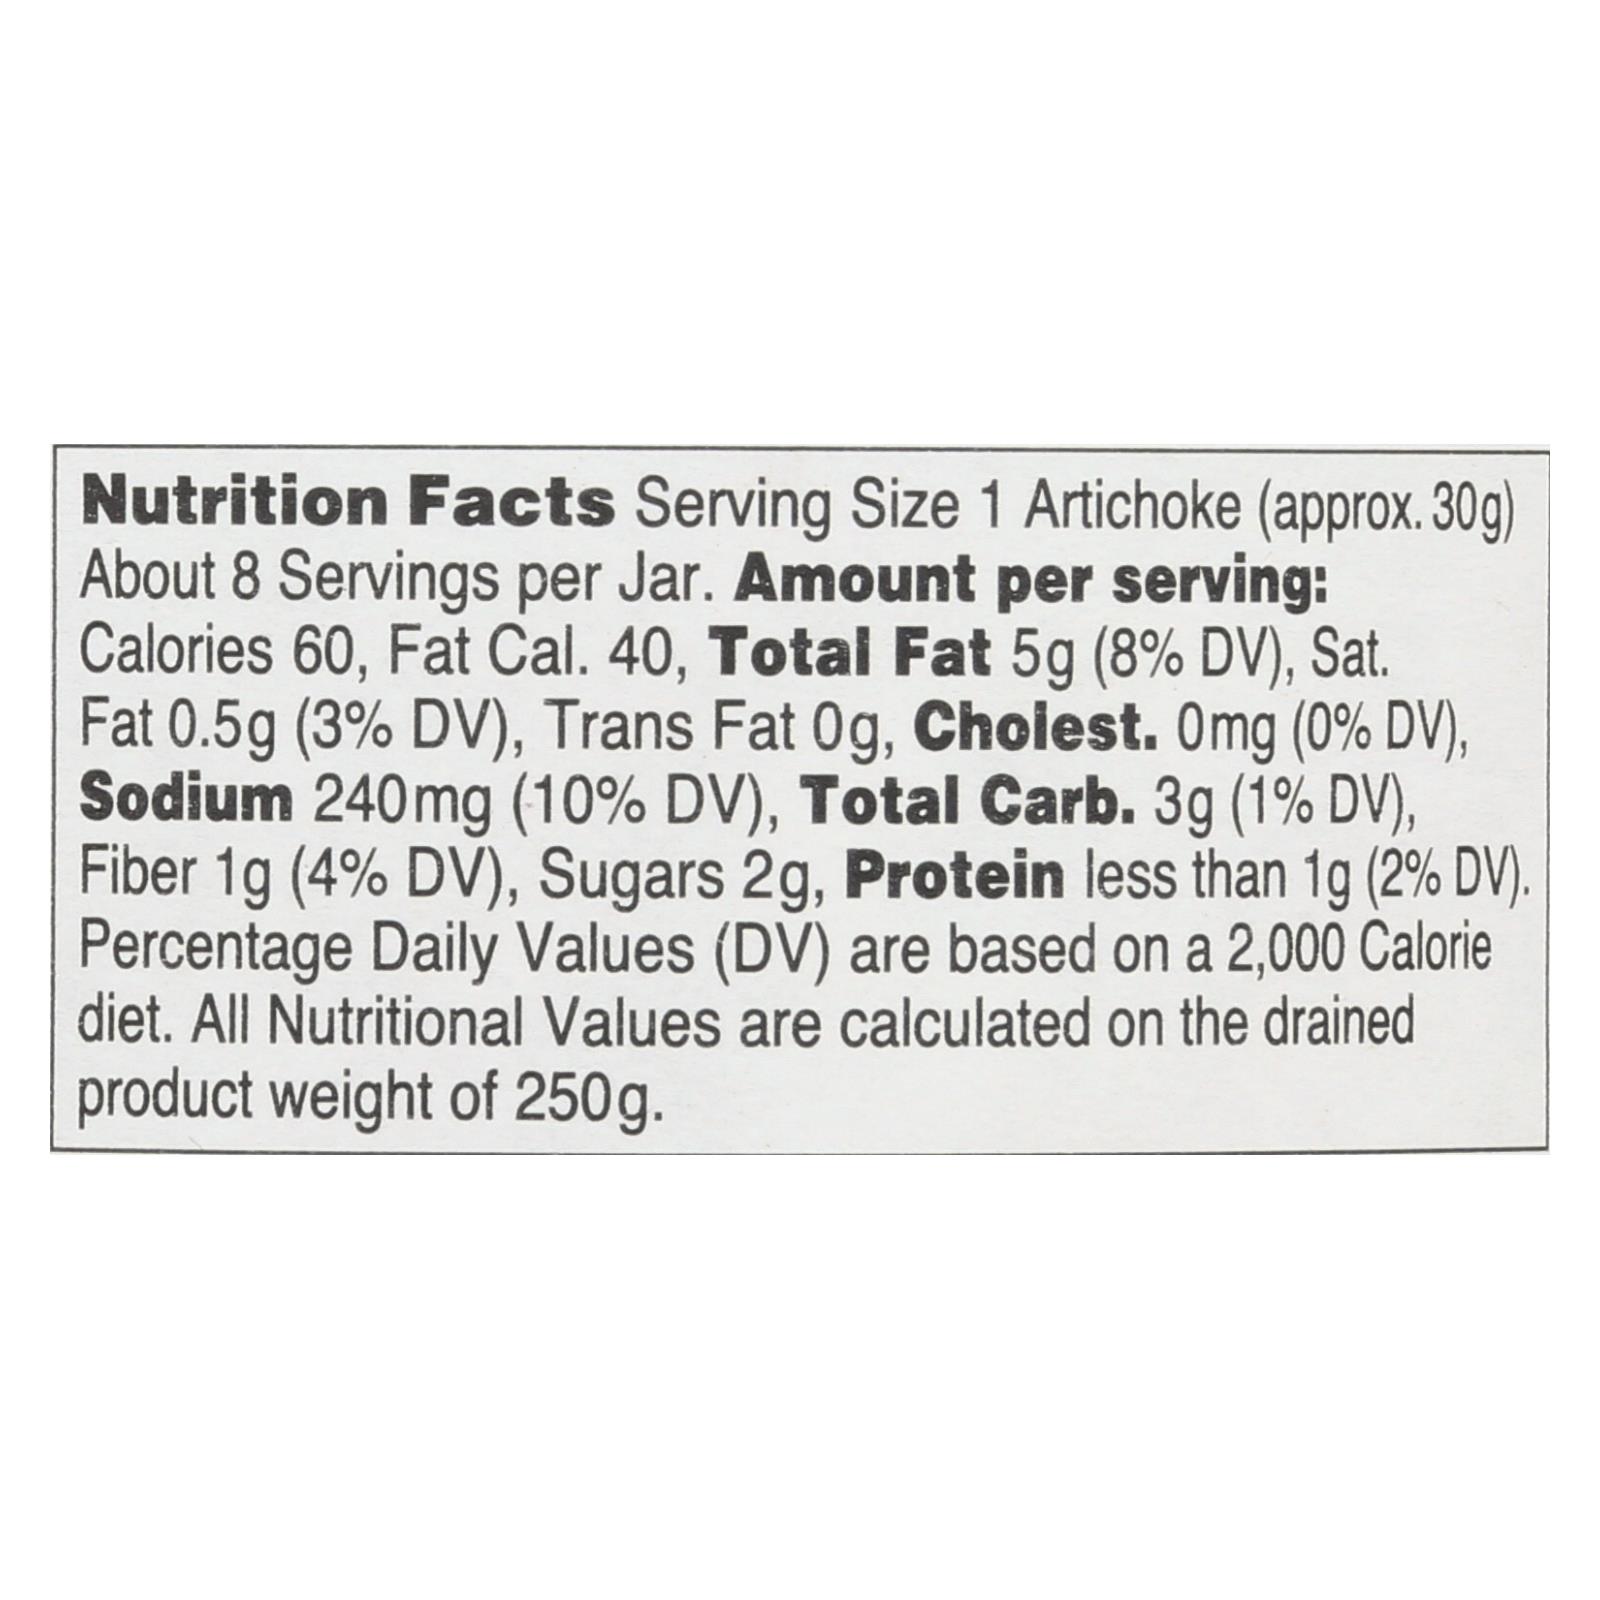 Nutrition Facts Serving Size 1 Artichoke (approx. 30g)
About 8 Servings per Jar. Amount per serving:
Calories 60, Fat Cal. 40, Total Fat 5g (8% DV), Sat.
Fat 0.5g (3% DV), Trans Fat 0g, Cholest. 0mg (0% DV),
Sodium 240mg (10% DV), Total Carb. 3g (1% DV),
Fiber 1g (4% DV), Sugars 2g, Protein less than 1g (2% DV).
Percentage Daily Values (DV) are based on a 2,000 Calorie
diet. All Nutritional Values are calculated on the drained
product weight of 250g.